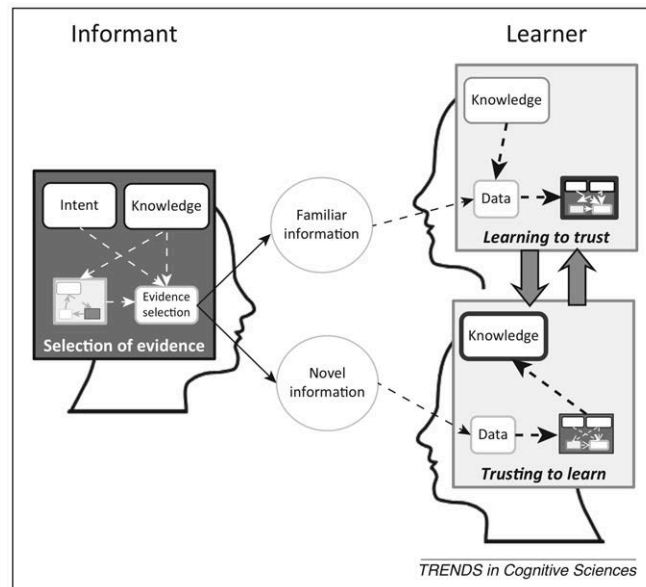 Informant
Learner
Intent
Knowledge
Evidence
selection
Selection of evidence
Familiar
information
Novel
information
Knowledge
Data
Learning to trust
Knowledge
Data
Trusting to learn
TRENDS in Cognitive Sciences